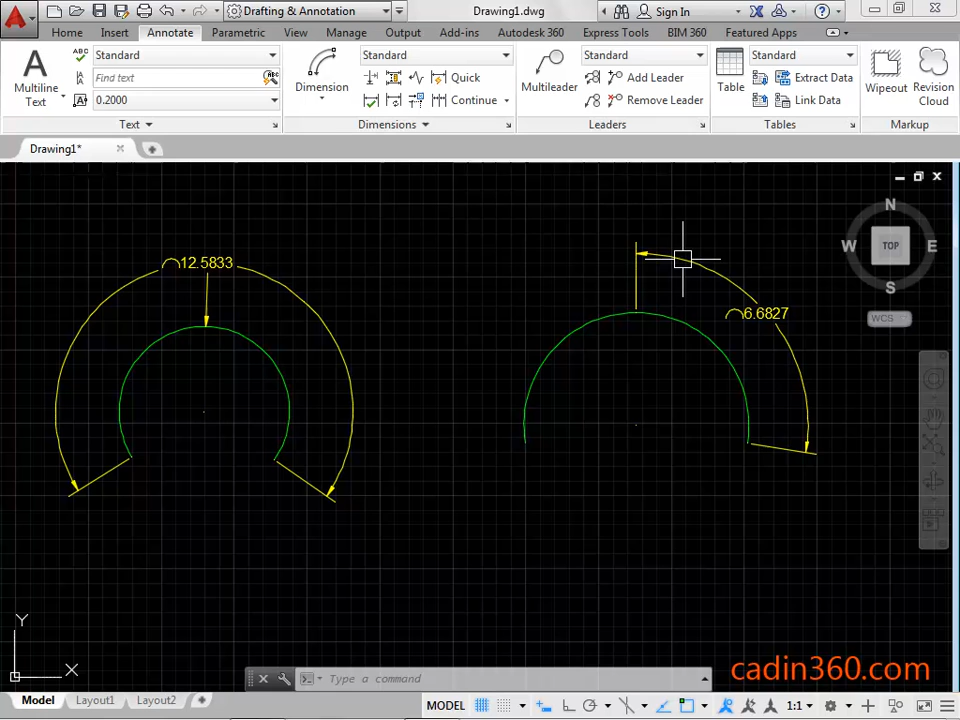 Drafting & Annotation
Drawing1.dwg
Sign In
Home Insert Annotate Parametric View Manage Output Add-ins Autodesk 360 Express Tools BIM 360 Featured Apps
ABC Standard
Find text
0.2000
Multiline
Text
Text
Standard
Quick
Continue
Dimension
Dimensions
Multileader
Standard
Add Leader
Remove Leader
Leaders
Table
Standard
Extract Data
Link Data
Tables
Wipeout
Revision
Cloud
Markup
Drawing1*
N
W TOP E
S
WCS
12.5833
6.6827
Y
X
Type a command
cadin360.com
Model Layout1 Layout2
MODEL
1:1